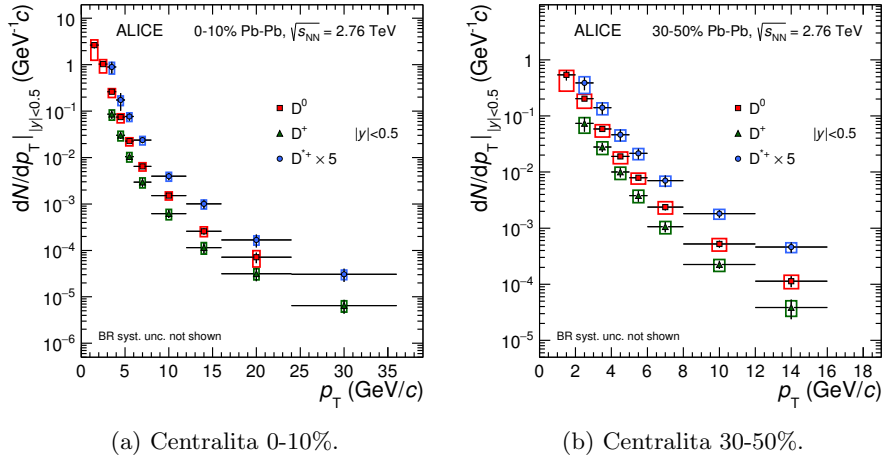 ALICE
0-10% Pb-Pb, √sNN = 2.76 TeV
dN/dpT||y|<0.5 (GeV⁻¹c)
10
1
10⁻¹
10⁻²
10⁻³
10⁻⁴
10⁻⁵
10⁻⁶
D⁰
D⁺ |y|<0.5
D*⁺ × 5
BR syst. unc. not shown
0 5 10 15 20 25 30 35
pT (GeV/c)
(a) Centralita 0-10%.
ALICE
30-50% Pb-Pb, √sNN = 2.76 TeV
dN/dpT||y|<0.5 (GeV⁻¹c)
10
1
10⁻¹
10⁻²
10⁻³
10⁻⁴
10⁻⁵
D⁰
D⁺ |y|<0.5
D*⁺ × 5
BR syst. unc. not shown
0 2 4 6 8 10 12 14 16 18
pT (GeV/c)
(b) Centralita 30-50%.